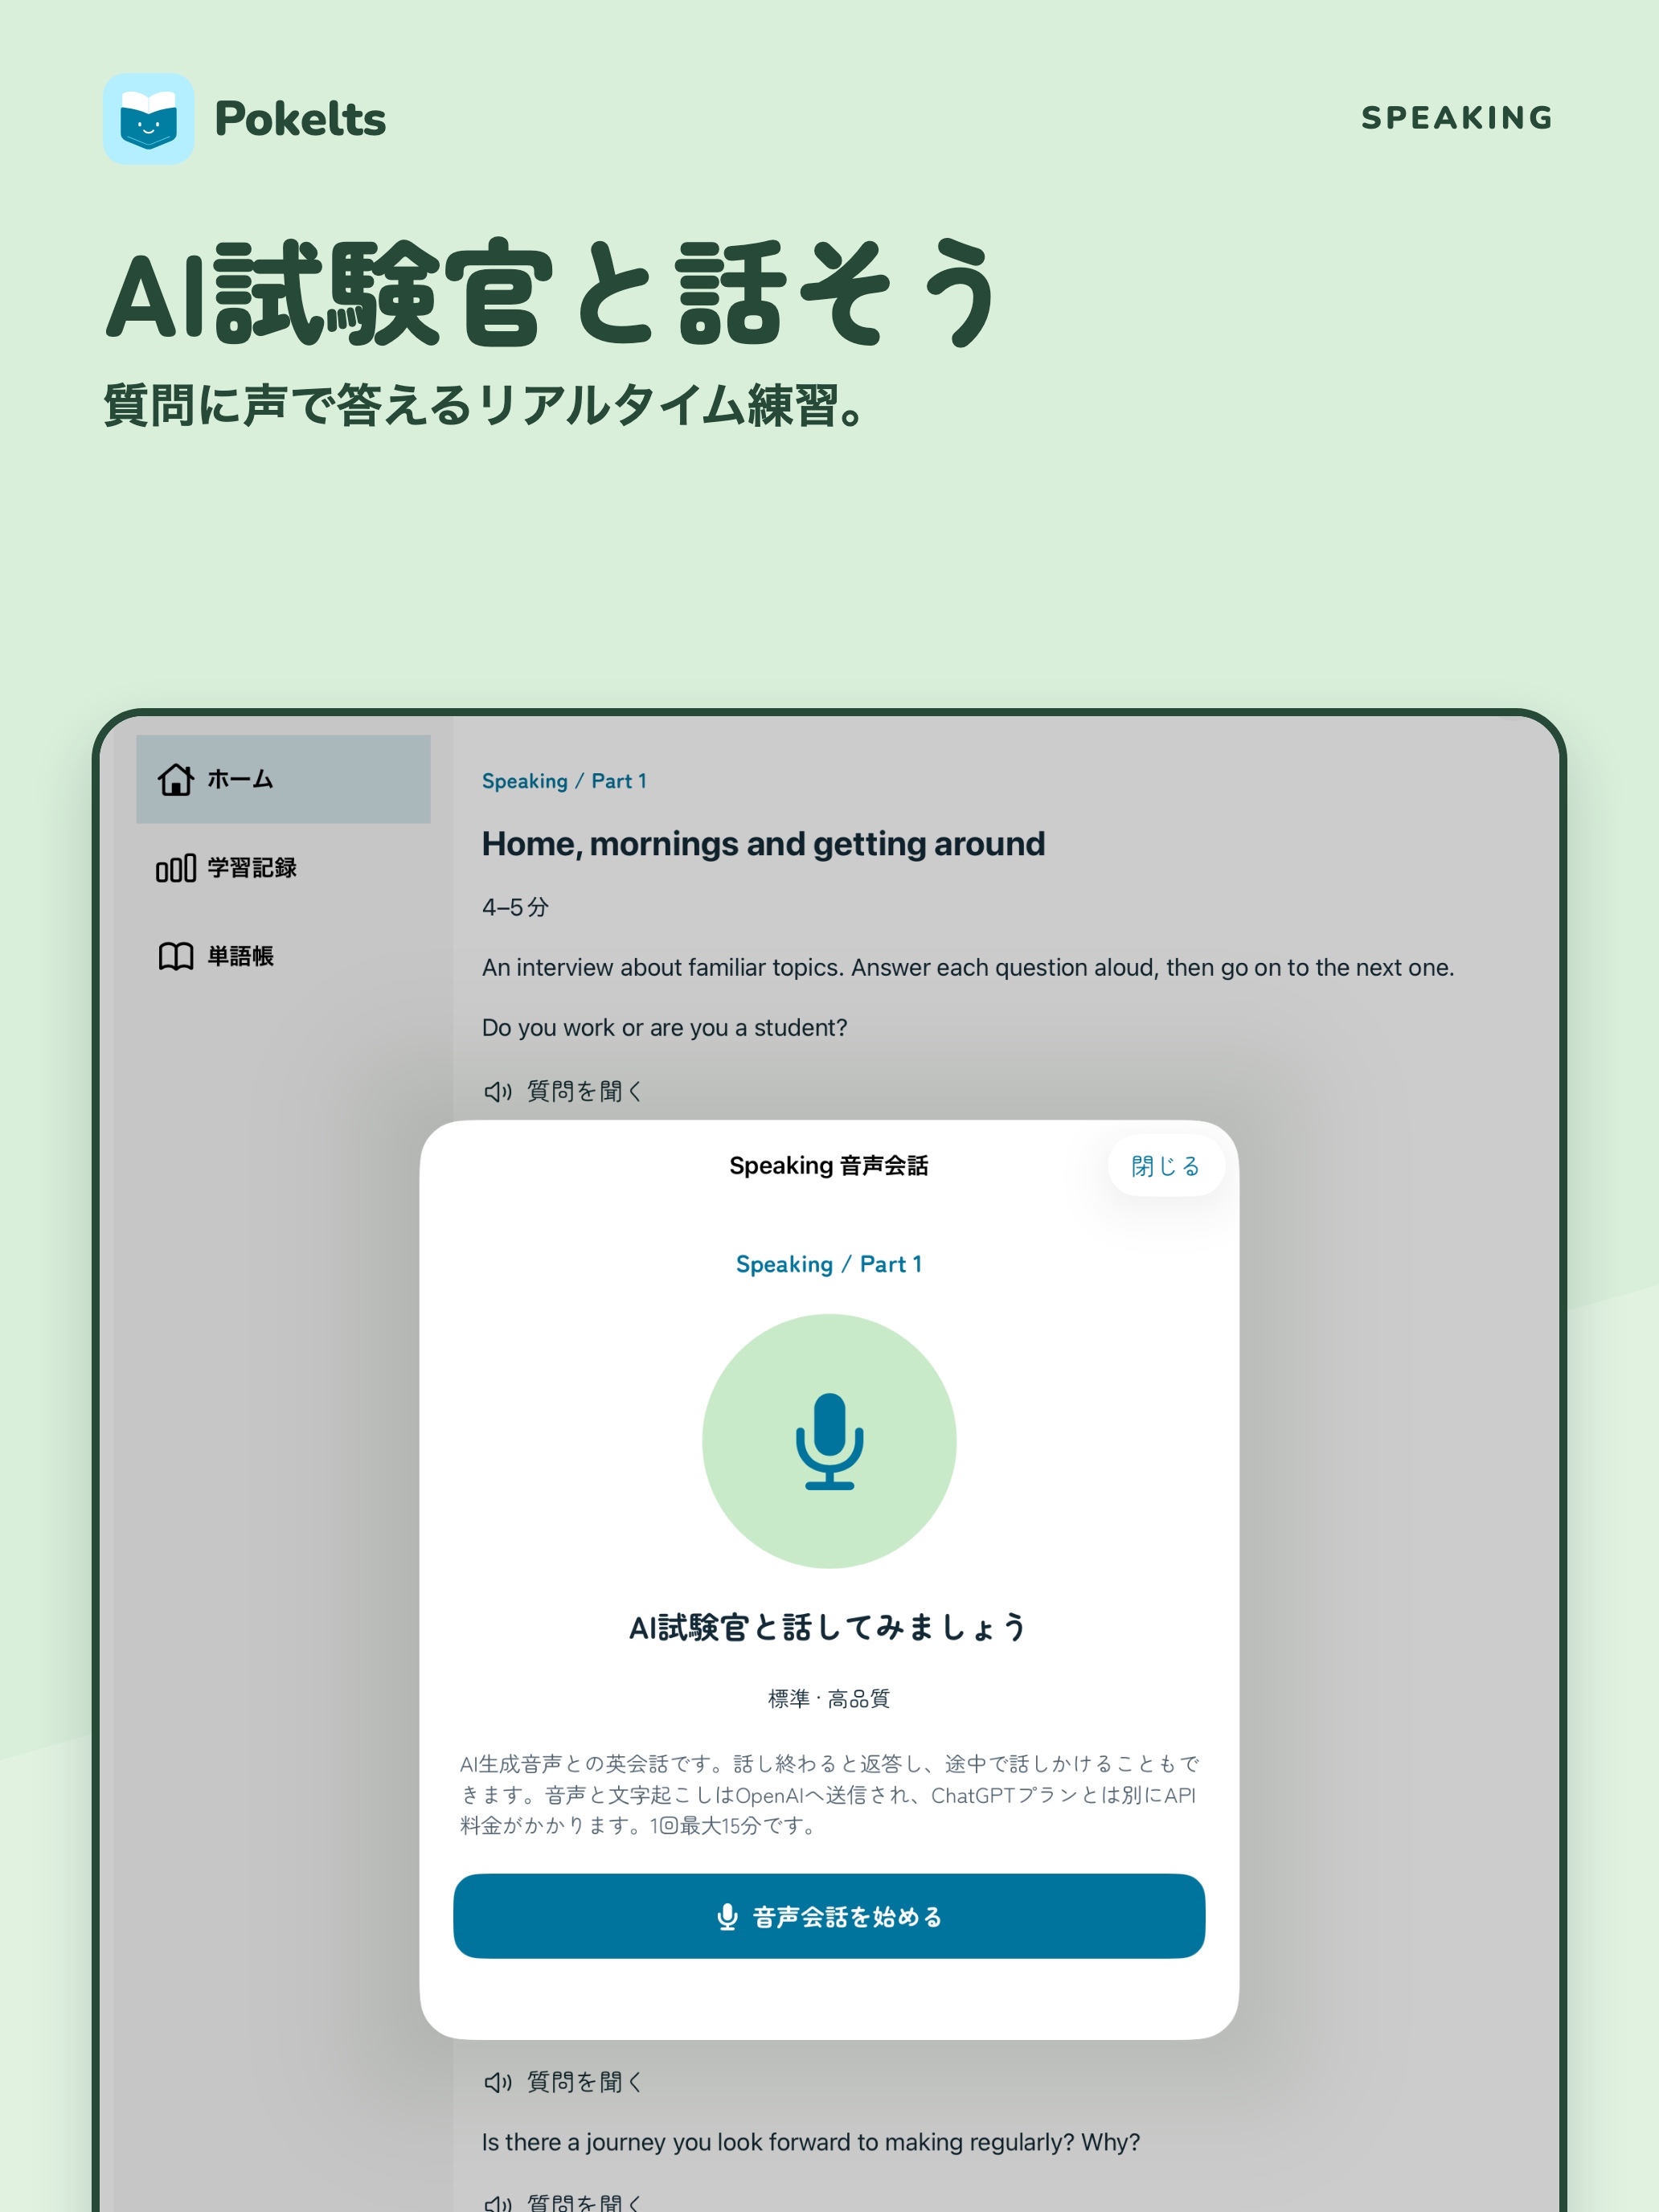 Pokelts
SPEAKING
AI試験官と話そう
質問に声で答えるリアルタイム練習。
ホーム
学習記録
単語帳
Speaking / Part 1
Home, mornings and getting around
4–5分
An interview about familiar topics. Answer each question aloud, then go on to the next one.
Do you work or are you a student?
質問を聞く
Speaking 音声会話
閉じる
Speaking / Part 1
AI試験官と話してみましょう
標準 · 高品質
AI生成音声との英会話です。話し終わると返答し、途中で話しかけることもで
きます。音声と文字起こしはOpenAIへ送信され、ChatGPTプランとは別にAPI
料金がかかります。1回最大15分です。
音声会話を始める
質問を聞く
Is there a journey you look forward to making regularly? Why?
質問を聞く